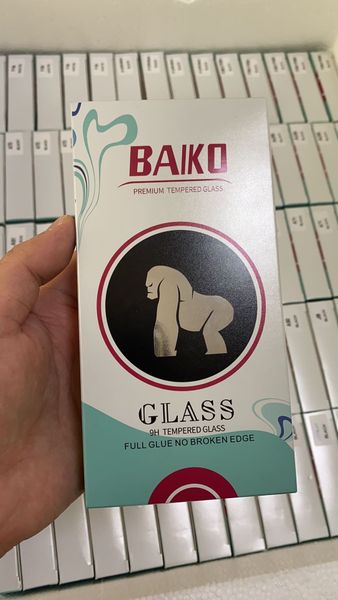 BAIKO
PREMIUM TEMPERED GLASS
GLASS
9H TEMPERED GLASS
FULL GLUE NO BROKEN EDGE